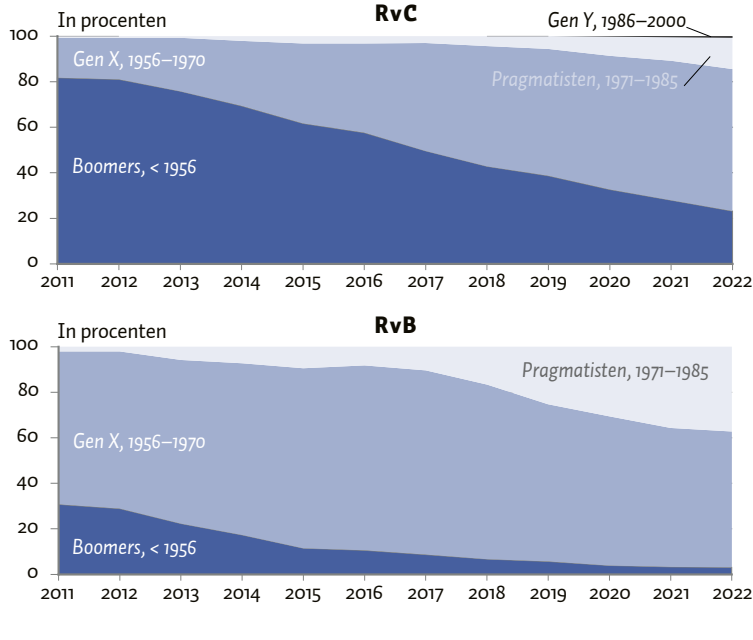 RvC
In procenten
Gen Y, 1986–2000
100
Gen X, 1956–1970
Pragmatisten, 1971–1985
80
60
Boomers, < 1956
40
20
0
2011 2012 2013 2014 2015 2016 2017 2018 2019 2020 2021 2022
RvB
In procenten
100
Pragmatisten, 1971–1985
80
60
Gen X, 1956–1970
40
20
Boomers, < 1956
0
2011 2012 2013 2014 2015 2016 2017 2018 2019 2020 2021 2022